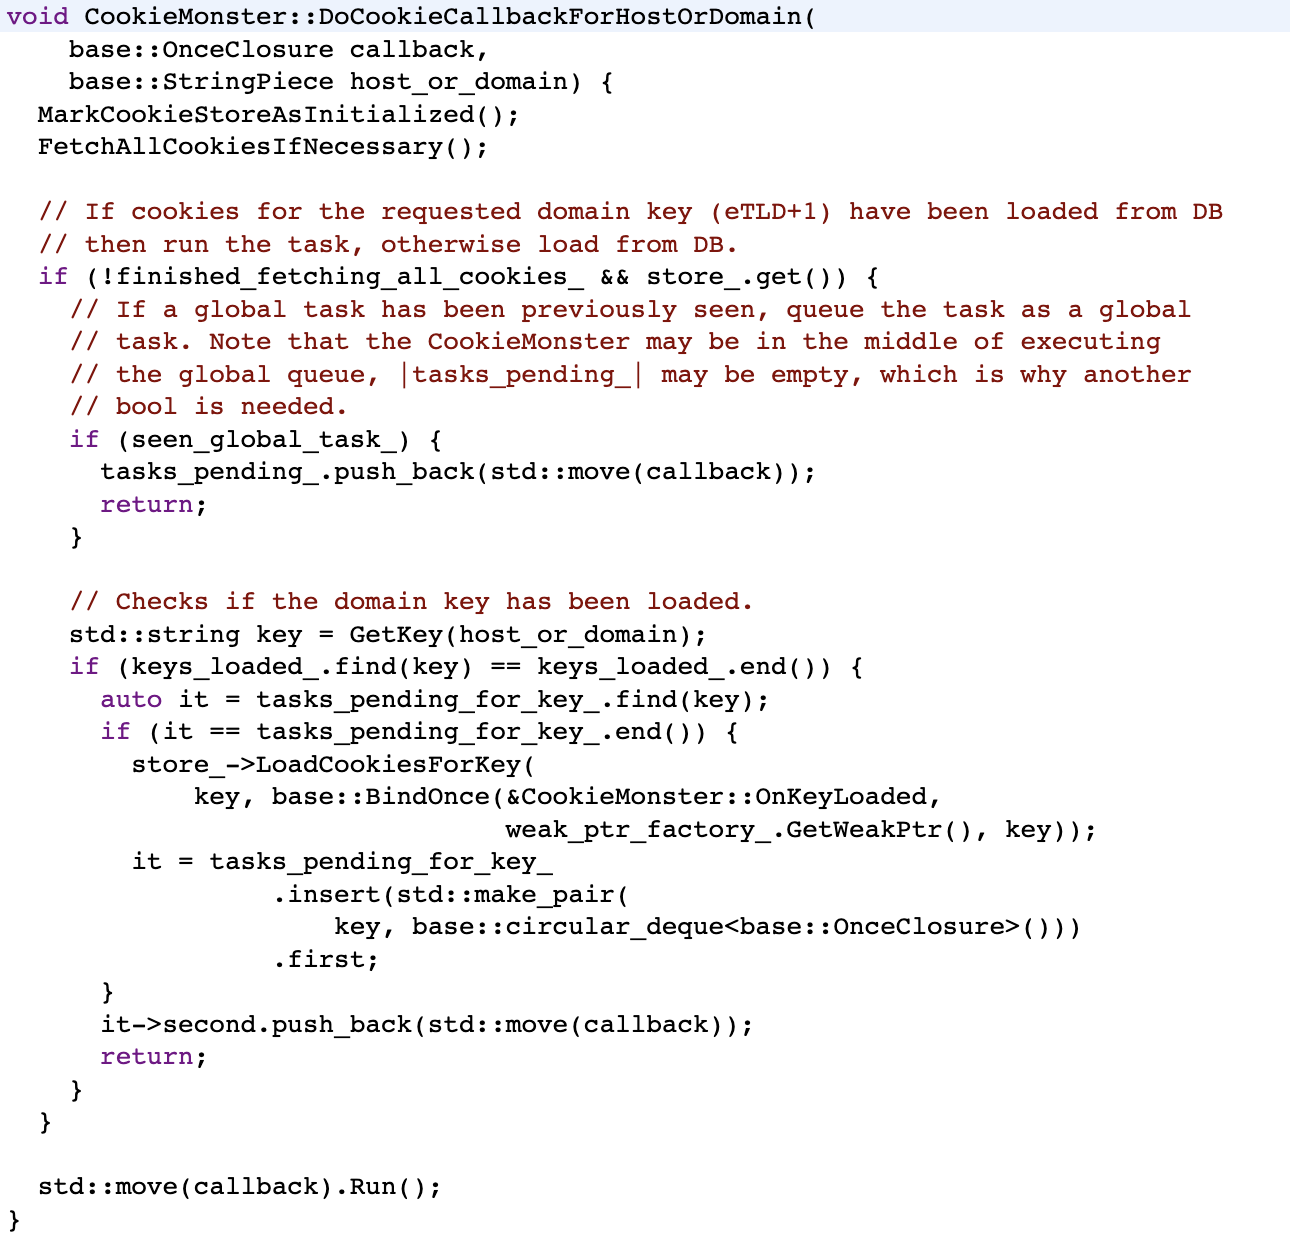 void CookieMonster::DoCookieCallbackForHostOrDomain(
    base::OnceClosure callback,
    base::StringPiece host_or_domain) {
  MarkCookieStoreAsInitialized();
  FetchAllCookiesIfNecessary();

  // If cookies for the requested domain key (eTLD+1) have been loaded from DB
  // then run the task, otherwise load from DB.
  if (!finished_fetching_all_cookies_ && store_.get()) {
    // If a global task has been previously seen, queue the task as a global
    // task. Note that the CookieMonster may be in the middle of executing
    // the global queue, |tasks_pending_| may be empty, which is why another
    // bool is needed.
    if (seen_global_task_) {
      tasks_pending_.push_back(std::move(callback));
      return;
    }

    // Checks if the domain key has been loaded.
    std::string key = GetKey(host_or_domain);
    if (keys_loaded_.find(key) == keys_loaded_.end()) {
      auto it = tasks_pending_for_key_.find(key);
      if (it == tasks_pending_for_key_.end()) {
        store_->LoadCookiesForKey(
            key, base::BindOnce(&CookieMonster::OnKeyLoaded,
                                weak_ptr_factory_.GetWeakPtr(), key));
        it = tasks_pending_for_key_
                 .insert(std::make_pair(
                     key, base::circular_deque<base::OnceClosure>()))
                 .first;
      }
      it->second.push_back(std::move(callback));
      return;
    }
  }

  std::move(callback).Run();
}